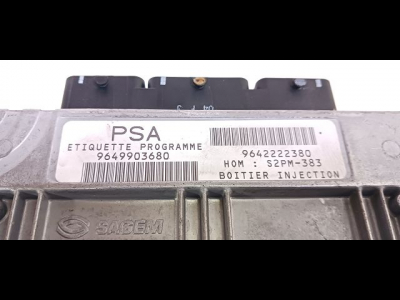 PSA
ETIQUETTE PROGRAMME
9649903680
9642222380
HOM : S2PM-383
BOITIER INJECTION
SAGEM